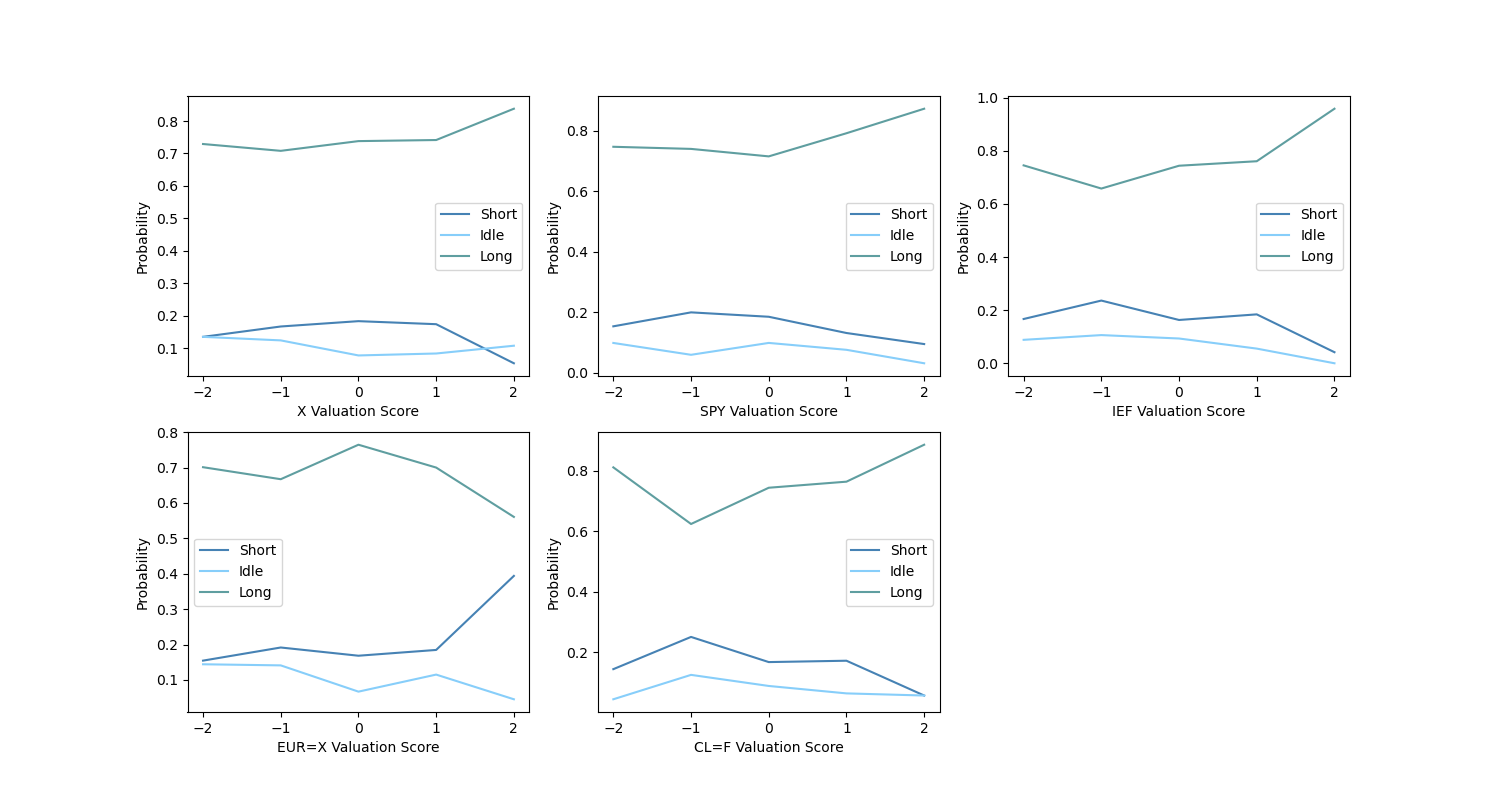 Probability
0.8
0.7
0.6
0.5
0.4
0.3
0.2
0.1
Short
Idle
Long
−2 −1 0 1 2
X Valuation Score
Probability
0.8
0.6
0.4
0.2
0.0
Short
Idle
Long
−2 −1 0 1 2
SPY Valuation Score
Probability
1.0
0.8
0.6
0.4
0.2
0.0
Short
Idle
Long
−2 −1 0 1 2
IEF Valuation Score
Probability
0.8
0.7
0.6
0.5
0.4
0.3
0.2
0.1
Short
Idle
Long
−2 −1 0 1 2
EUR=X Valuation Score
Probability
0.8
0.6
0.4
0.2
Short
Idle
Long
−2 −1 0 1 2
CL=F Valuation Score